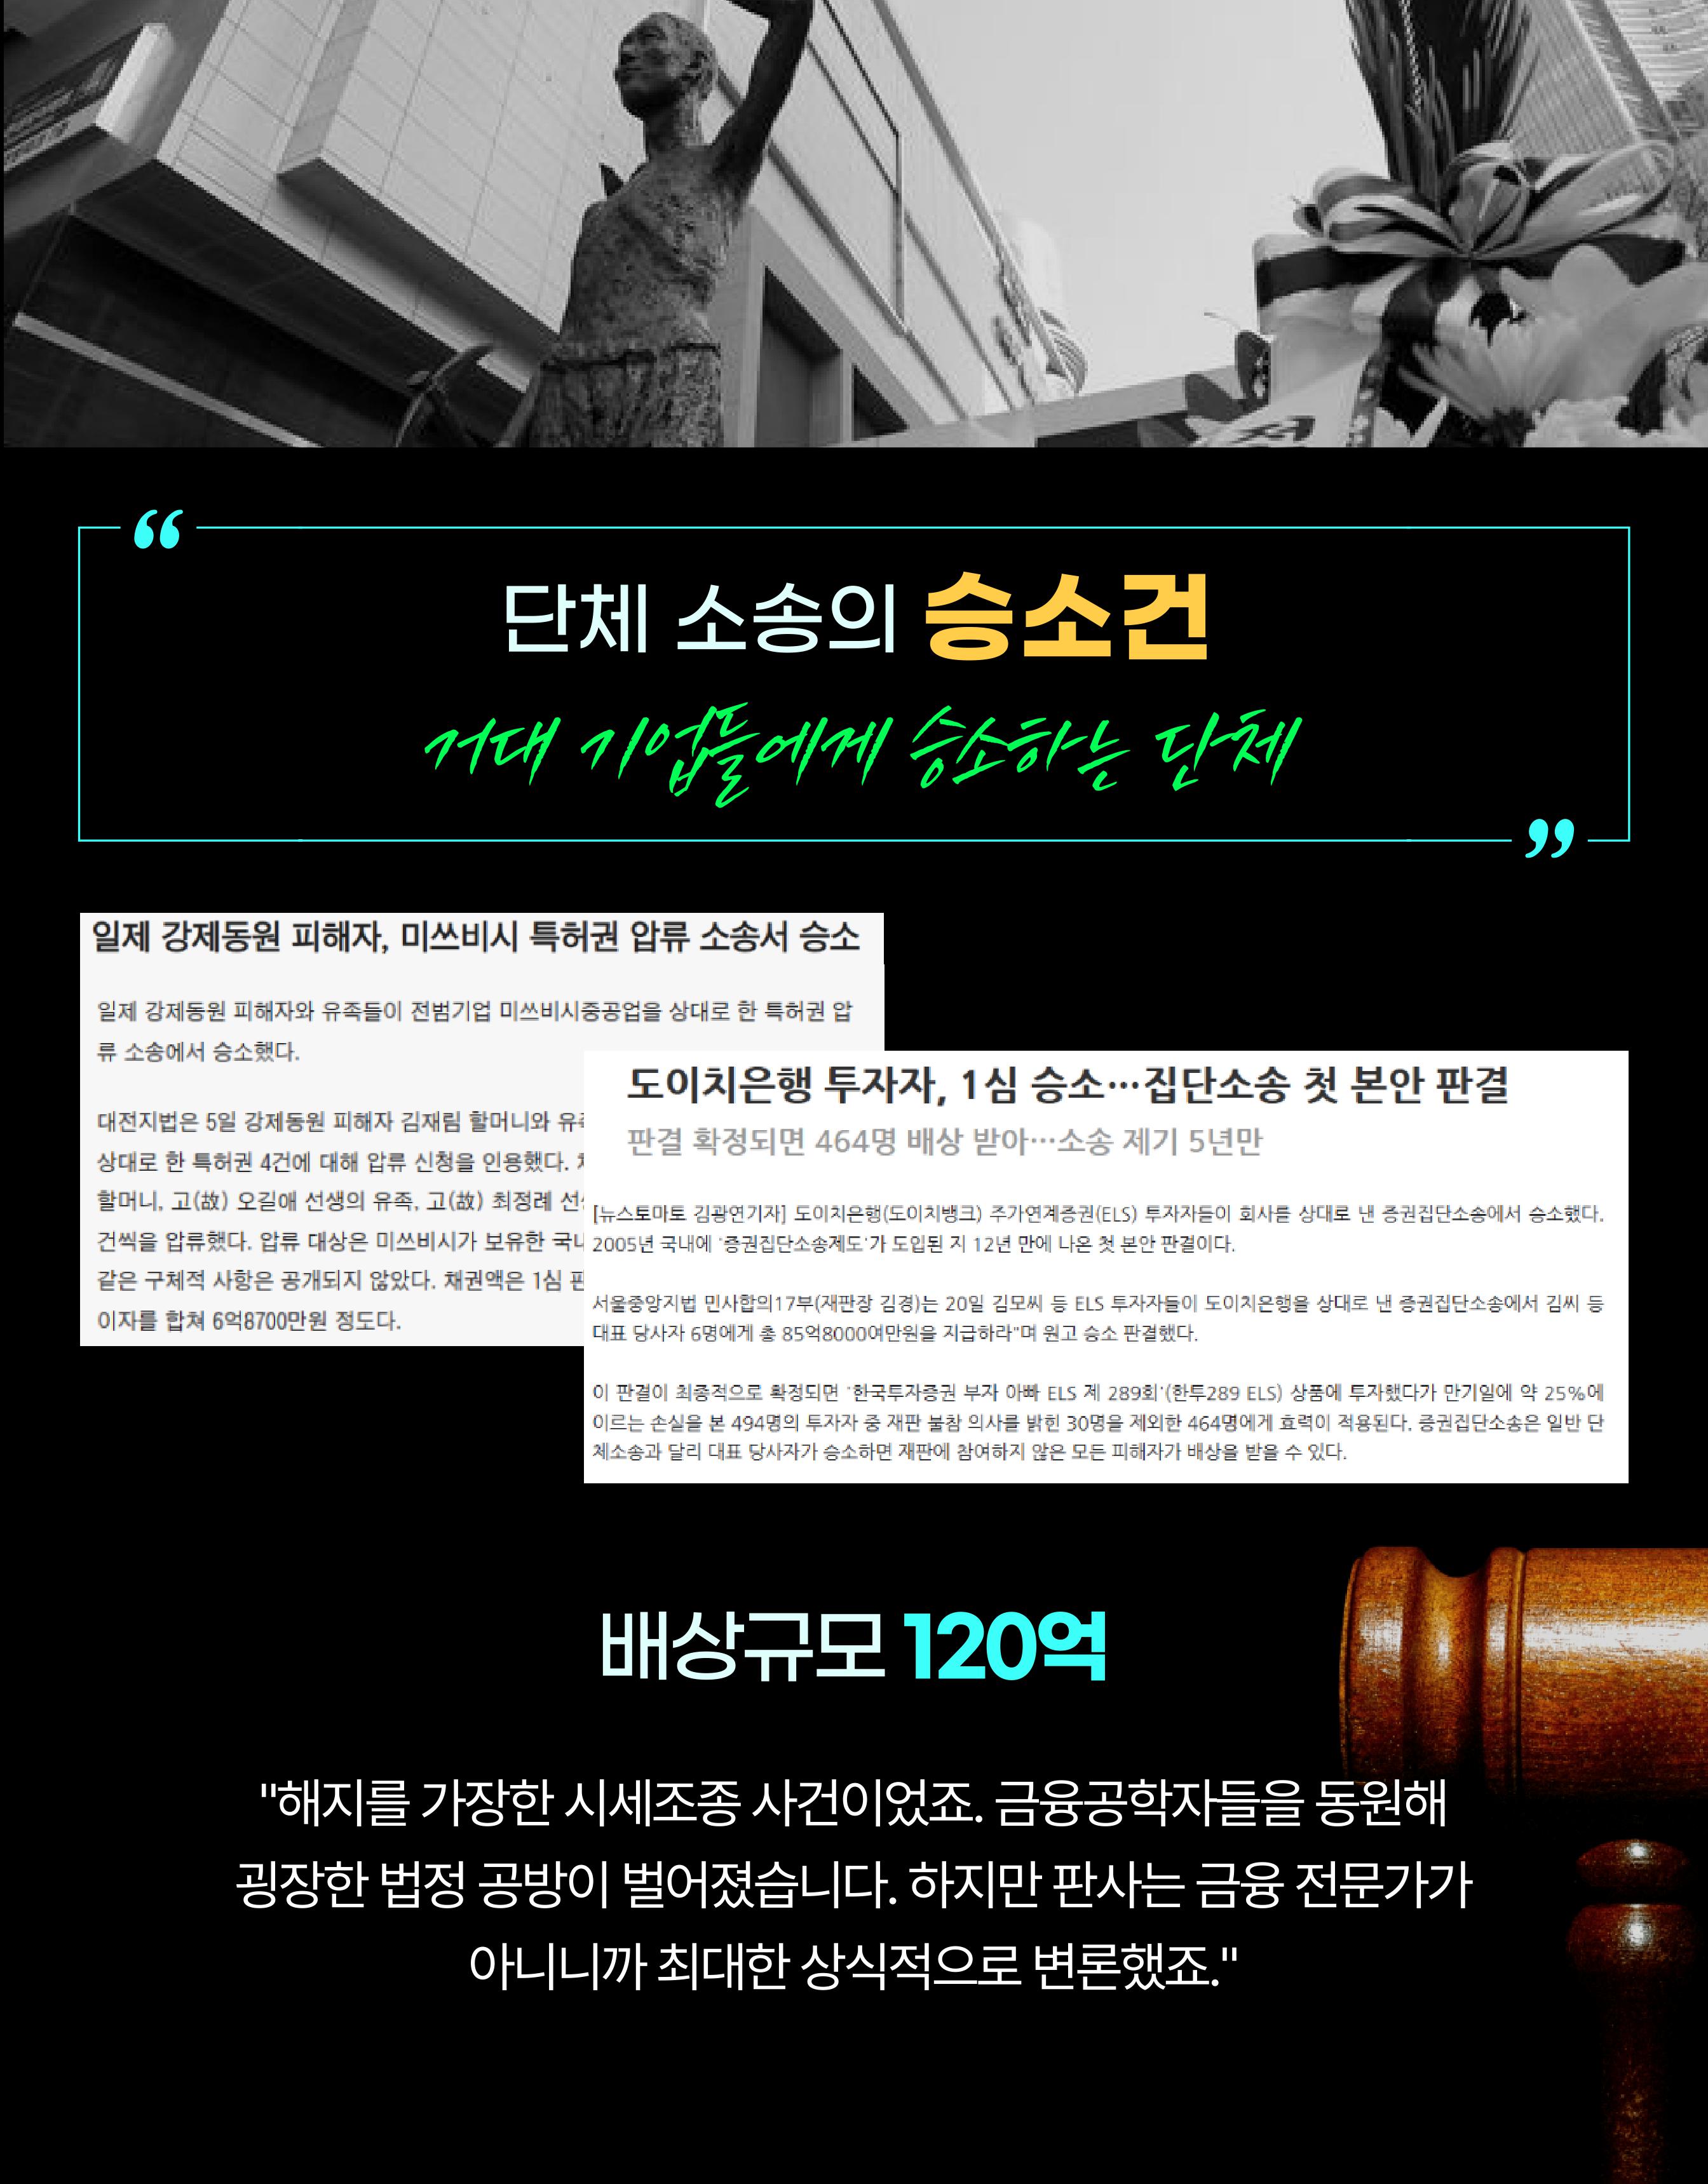 “
단체 소송의 승소건
거대 기업들에게 승소하는 단체
”
일제 강제동원 피해자, 미쓰비시 특허권 압류 소송서 승소
일제 강제동원 피해자와 유족들이 전범기업 미쓰비시중공업을 상대로 한 특허권 압
류 소송에서 승소했다.
대전지법은 5일 강제동원 피해자 김재림 할머니와 유
상대로 한 특허권 4건에 대해 압류 신청을 인용했다.
할머니, 고(故) 오길애 선생의 유족, 고(故) 최정례 선
건씩을 압류했다. 압류 대상은 미쓰비시가 보유한 국
같은 구체적 사항은 공개되지 않았다. 채권액은 1심 판
이자를 합쳐 6억8700만원 정도다.
도이치은행 투자자, 1심 승소…집단소송 첫 본안 판결
판결 확정되면 464명 배상 받아…소송 제기 5년만
[뉴스토마토 김광연기자] 도이치은행(도이치뱅크) 주가연계증권(ELS) 투자자들이 회사를 상대로 낸 증권집단소송에서 승소했다.
2005년 국내에 '증권집단소송제도'가 도입된 지 12년 만에 나온 첫 본안 판결이다.
서울중앙지법 민사합의17부(재판장 김경)는 20일 김모씨 등 ELS 투자자들이 도이치은행을 상대로 낸 증권집단소송에서 김씨 등
대표 당사자 6명에게 총 85억8000여만원을 지급하라"며 원고 승소 판결했다.
이 판결이 최종적으로 확정되면 '한국투자증권 부자 아빠 ELS 제 289회'(한투289 ELS) 상품에 투자했다가 만기일에 약 25%에
이르는 손실을 본 494명의 투자자 중 재판 불참 의사를 밝힌 30명을 제외한 464명에게 효력이 적용된다. 증권집단소송은 일반 단
체소송과 달리 대표 당사자가 승소하면 재판에 참여하지 않은 모든 피해자가 배상을 받을 수 있다.
배상규모 120억
"해지를 가장한 시세조종 사건이었죠. 금융공학자들을 동원해
굉장한 법정 공방이 벌어졌습니다. 하지만 판사는 금융 전문가가
아니니까 최대한 상식적으로 변론했죠."